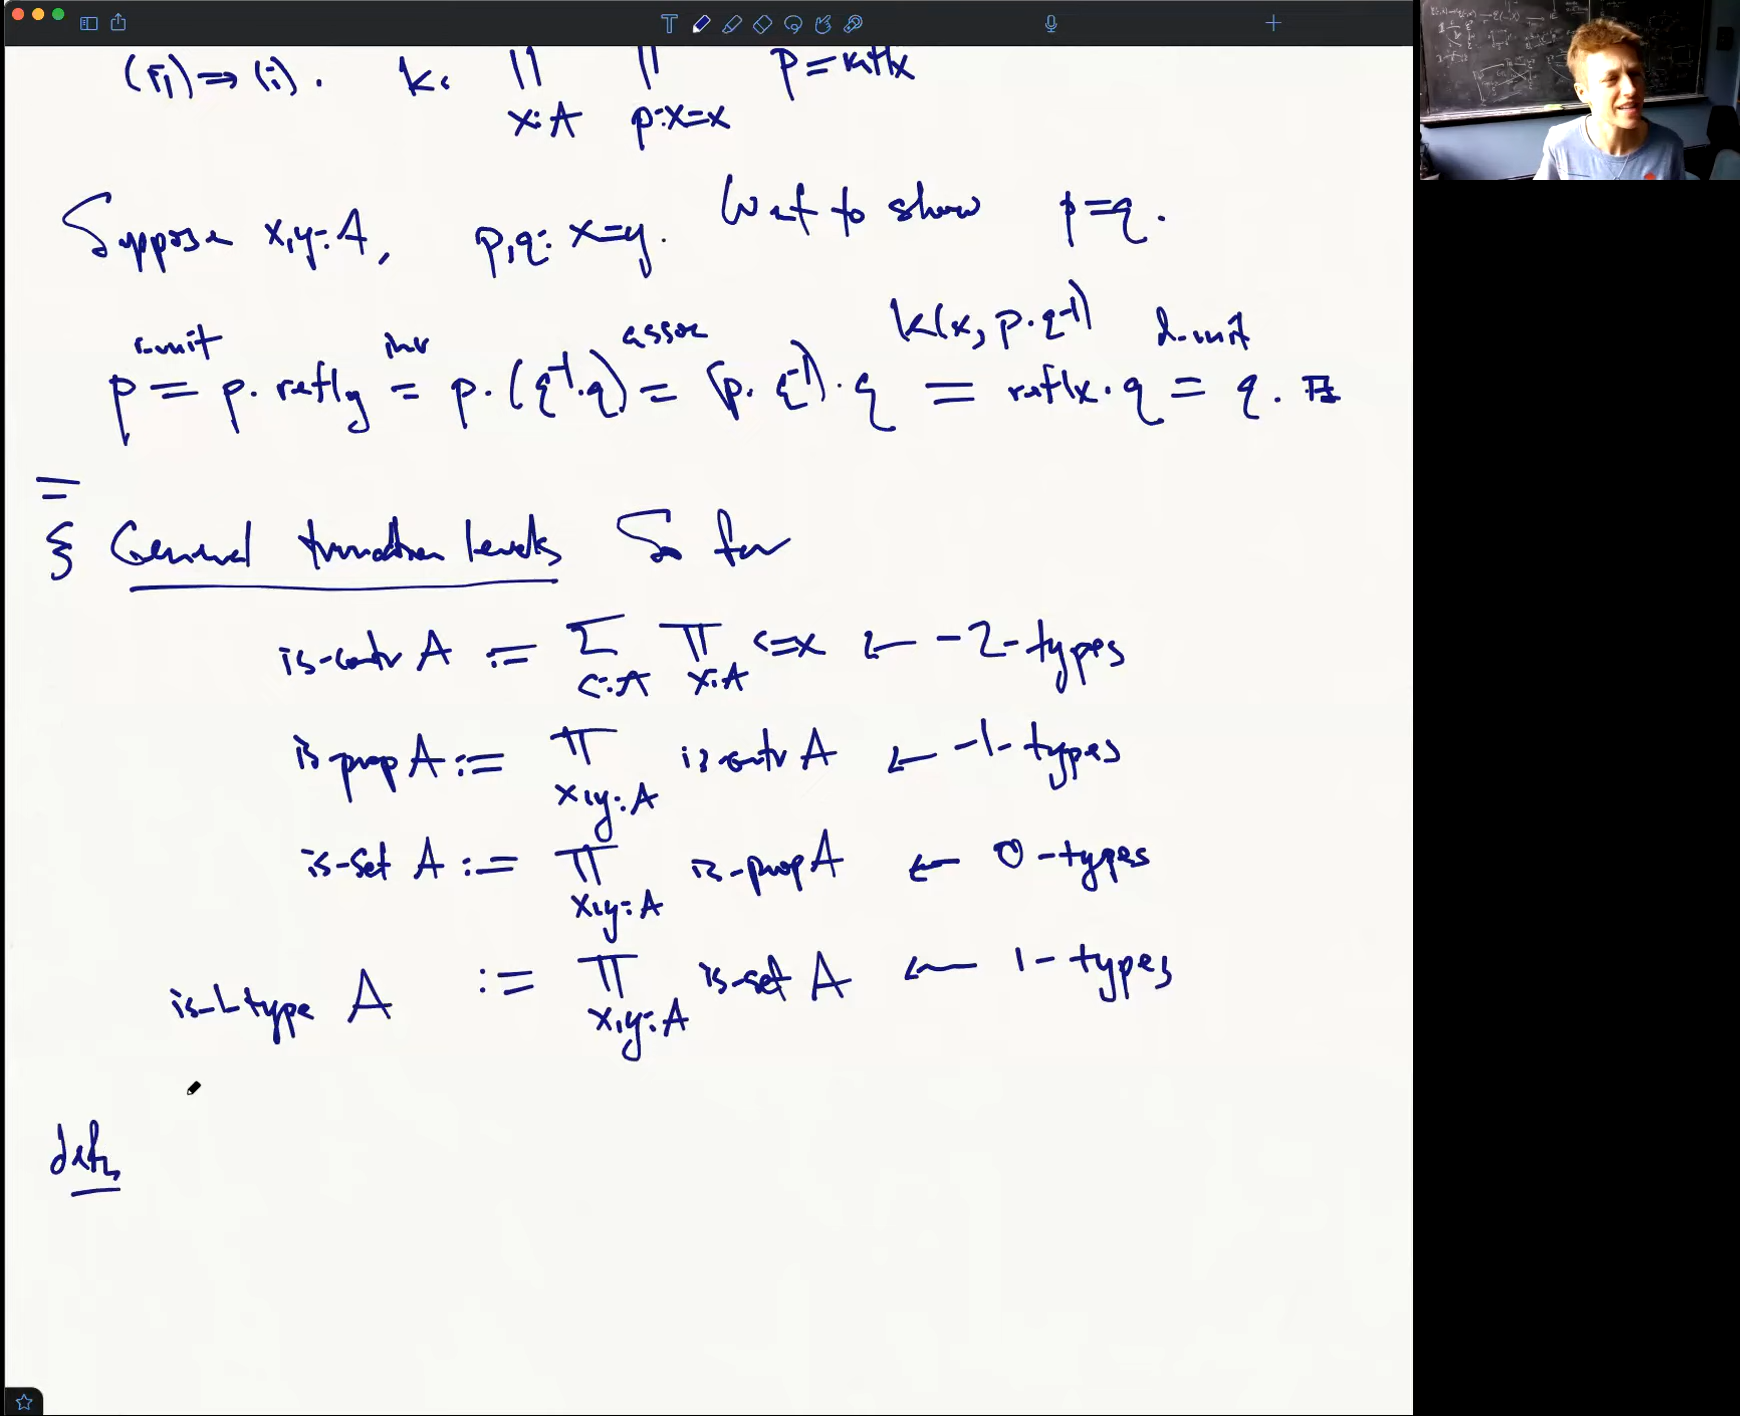 (ii) ⇒ (i). k: ∏ x:A ∏ p:x=x p = reflx
Suppose x,y:A, p,q: x=y. Want to show p=q.
r-unit inv assoc k(x, p·q⁻¹) l-unit
p = p·refly = p·(q⁻¹·q) = (p·q⁻¹)·q = reflx·q = q. □
§ General truncation levels So far
is-contr A := Σ c:A ∏ x:A c=x ← -2-types
is-prop A := ∏ x,y:A is-contr A ← -1-types
is-set A := ∏ x,y:A is-prop A ← 0-types
is-1-type A := ∏ x,y:A is-set A ← 1-types
defn